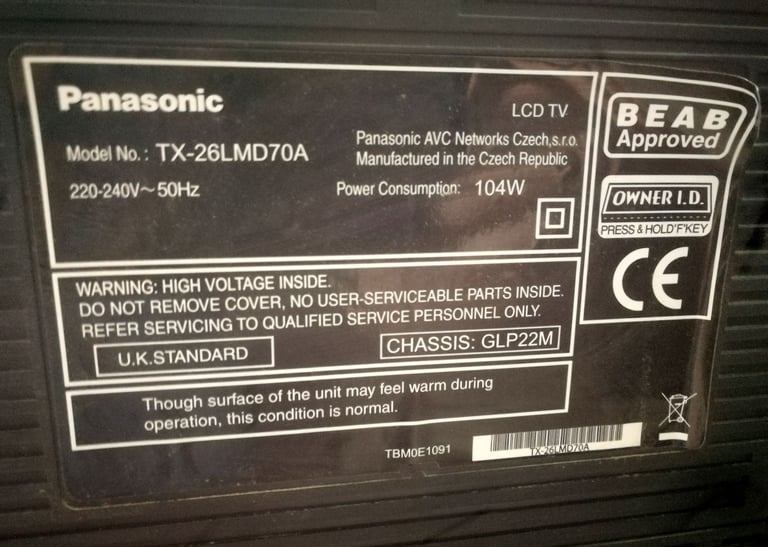 Panasonic
LCD TV
Model No.: TX-26LMD70A
Panasonic AVC Networks Czech,s.r.o.
Manufactured in the Czech Republic
220-240V~50Hz
Power Consumption: 104W
BEAB
Approved
OWNER I.D.
PRESS & HOLD'F'KEY
CE
WARNING: HIGH VOLTAGE INSIDE.
DO NOT REMOVE COVER, NO USER-SERVICEABLE PARTS INSIDE.
REFER SERVICING TO QUALIFIED SERVICE PERSONNEL ONLY.
U.K.STANDARD
CHASSIS: GLP22M
Though surface of the unit may feel warm during
operation, this condition is normal.
TBM0E1091
TX-26LMD70A